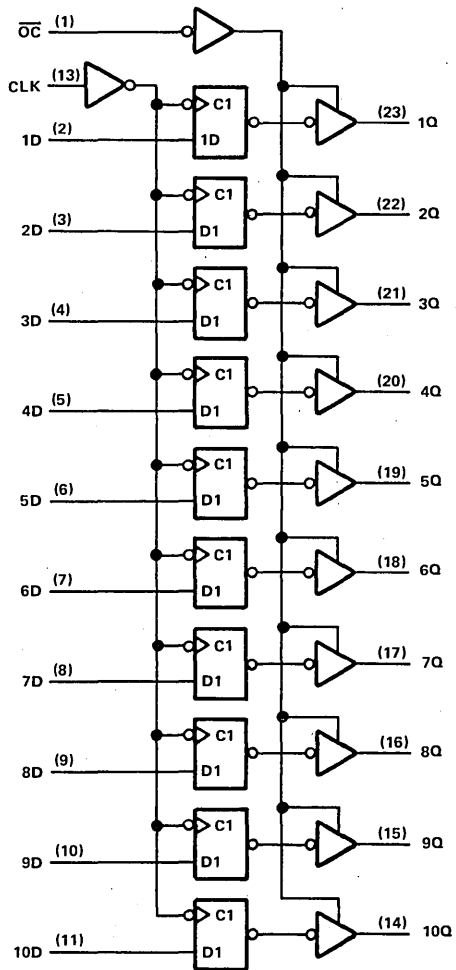 OC (1)
CLK (13)
C1
1D (2)
1D
(23) 1Q
C1
2D (3)
D1
(22) 2Q
C1
3D (4)
D1
(21) 3Q
C1
4D (5)
D1
(20) 4Q
C1
5D (6)
D1
(19) 5Q
C1
6D (7)
D1
(18) 6Q
C1
7D (8)
D1
(17) 7Q
C1
8D (9)
D1
(16) 8Q
C1
9D (10)
D1
(15) 9Q
C1
10D (11)
D1
(14) 10Q